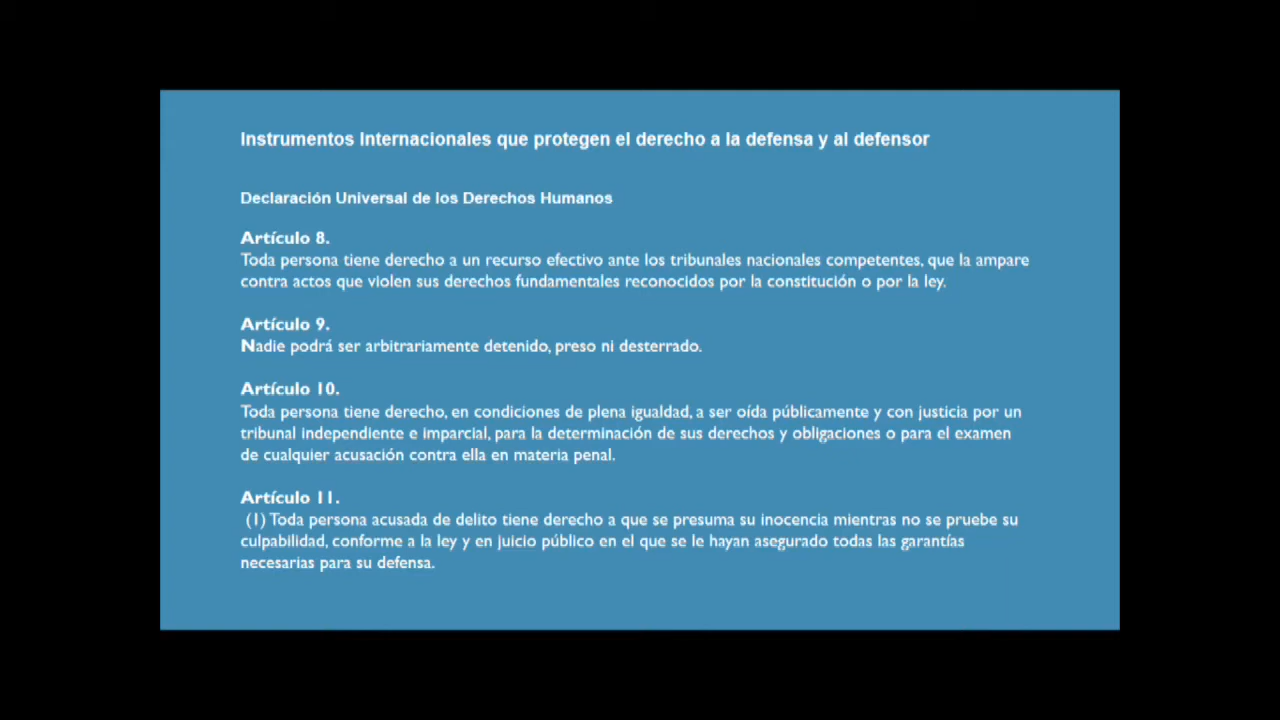 Instrumentos Internacionales que protegen el derecho a la defensa y al defensor
Declaración Universal de los Derechos Humanos
Artículo 8.
Toda persona tiene derecho a un recurso efectivo ante los tribunales nacionales competentes, que la ampare
contra actos que violen sus derechos fundamentales reconocidos por la constitución o por la ley.
Artículo 9.
Nadie podrá ser arbitrariamente detenido, preso ni desterrado.
Artículo 10.
Toda persona tiene derecho, en condiciones de plena igualdad, a ser oída públicamente y con justicia por un
tribunal independiente e imparcial, para la determinación de sus derechos y obligaciones o para el examen
de cualquier acusación contra ella en materia penal.
Artículo 11.
(1) Toda persona acusada de delito tiene derecho a que se presuma su inocencia mientras no se pruebe su
culpabilidad, conforme a la ley y en juicio público en el que se le hayan asegurado todas las garantías
necesarias para su defensa.